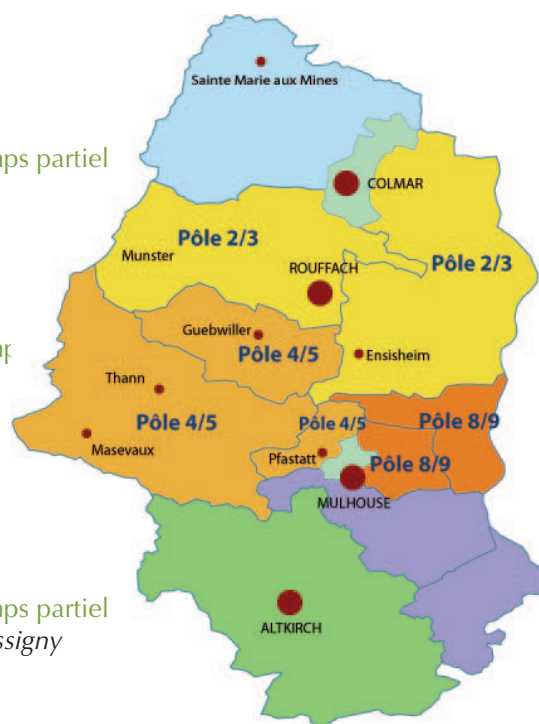 Sainte Marie aux Mines
mps partiel
COLMAR
Pôle 2/3
Munster
Pôle 2/3
ROUFFACH
Guebwiller
Pôle 4/5
Ensisheim
Thann
Pôle 4/5
Pôle 4/5
Pôle 8/9
Masevaux
Pfastatt
Pôle 8/9
MULHOUSE
partiel
ALTKIRCH
ssigny